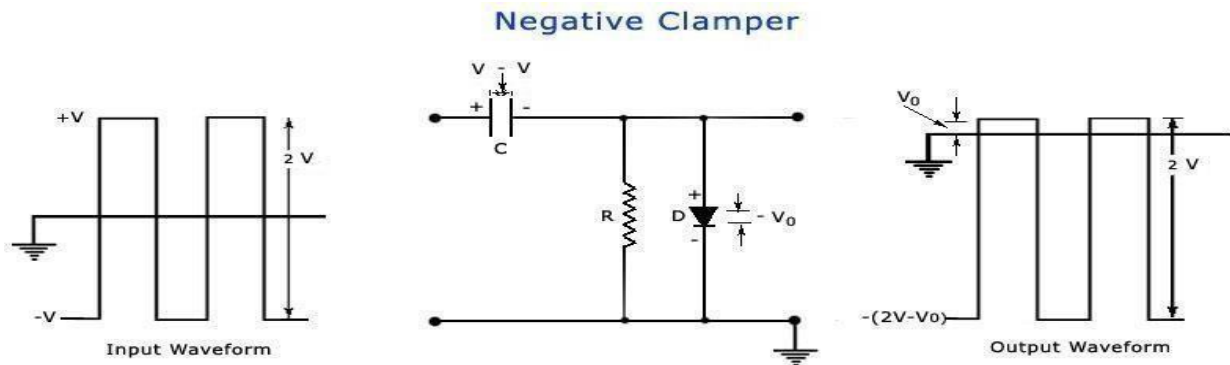 Negative Clamper
V - V
+ -
C
+V
2 V
-V
Input Waveform
R
+
D
-
- V₀
V₀
2 V
-(2V-V₀)
Output Waveform